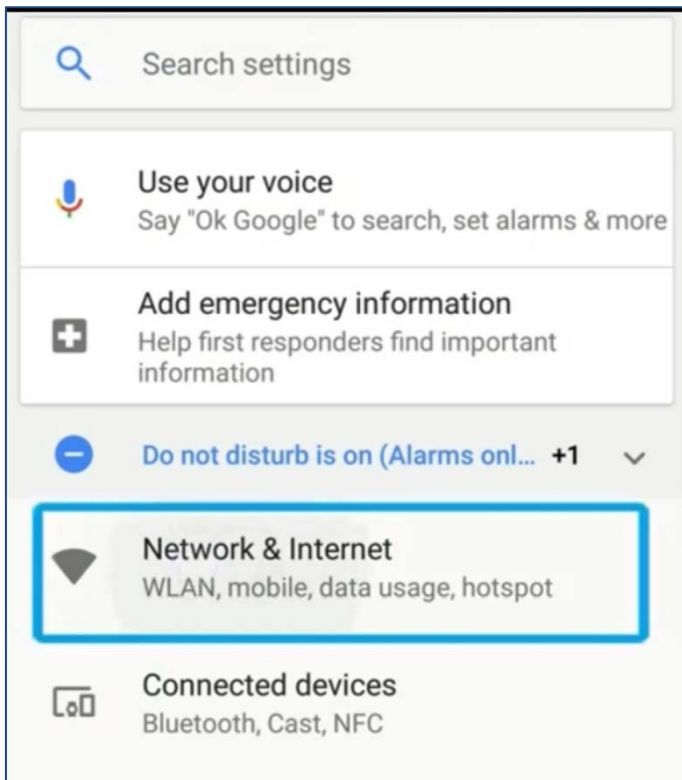 Search settings
Use your voice
Say "Ok Google" to search, set alarms & more
Add emergency information
Help first responders find important
information
Do not disturb is on (Alarms onl... +1
Network & Internet
WLAN, mobile, data usage, hotspot
Connected devices
Bluetooth, Cast, NFC